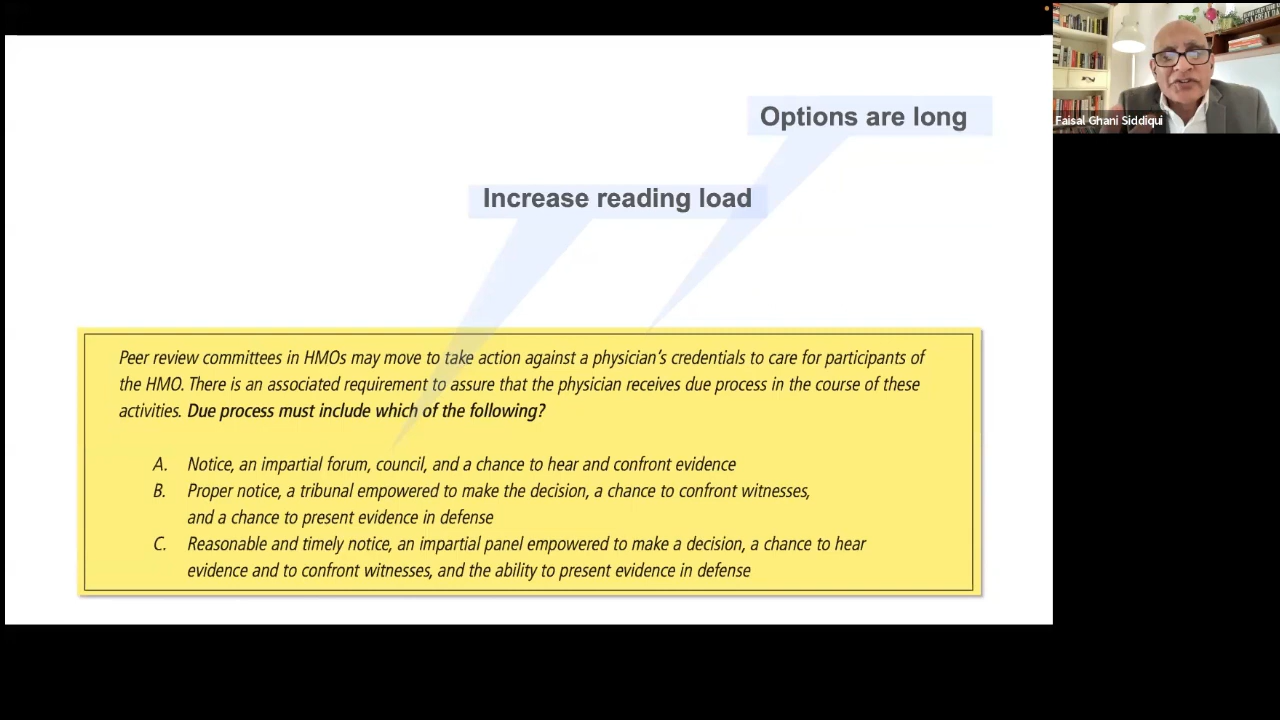 Options are long
Increase reading load
Peer review committees in HMOs may move to take action against a physician's credentials to care for participants of
the HMO. There is an associated requirement to assure that the physician receives due process in the course of these
activities. Due process must include which of the following?
A. Notice, an impartial forum, council, and a chance to hear and confront evidence
B. Proper notice, a tribunal empowered to make the decision, a chance to confront witnesses,
and a chance to present evidence in defense
C. Reasonable and timely notice, an impartial panel empowered to make a decision, a chance to hear
evidence and to confront witnesses, and the ability to present evidence in defense
Faisal Ghani Siddiqui